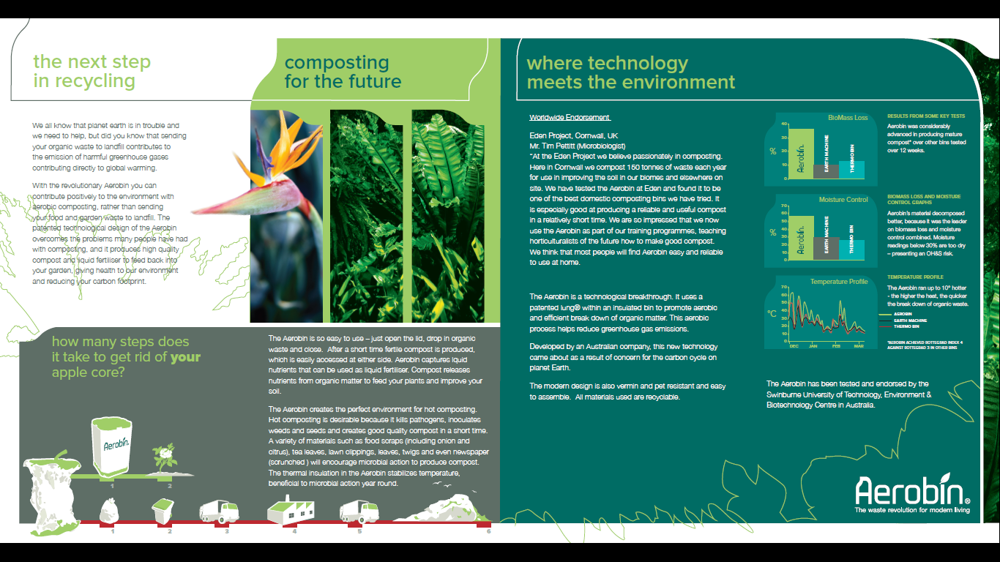 the next step
in recycling
We all know that planet earth is in trouble and
we need to help, but did you know that sending
your organic waste to landfill contributes to
the emission of harmful greenhouse gases
contributing directly to global warming.
With the revolutionary Aerobin you can
contribute positively to the environment with
aerobic composting, rather than sending
your food and garden waste to landfill. The
patented technological design of the Aerobin
overcomes the problems many people have had
with composting, and it produces high quality
compost and liquid fertiliser to feed back into
your garden, giving health to our environment
and reducing your carbon footprint.
composting
for the future
how many steps does
it take to get rid of your
apple core?
Aerobin.
1
2
1
2
3
4
5
6
The Aerobin is so easy to use – just open the lid, drop in organic
waste and close. After a short time fertile compost is produced,
which is easily accessed at either side. Aerobin captures lquid
nutrients that can be used as liquid fertiliser. Compost releases
nutrients from organic matter to feed your plants and improve your
soil.
The Aerobin creates the perfect environment for hot composting.
Hot composting is desirable because it kills pathogens, inoculates
weeds and seeds and creates good quality compost in a short time.
A variety of materials such as food scraps (including onion and
citrus), tea leaves, lawn clippings, leaves, twigs and even newspaper
(scrunched ) will encourage microbial action to produce compost.
The thermal insulation in the Aerobin stabilizes temperature,
beneficial to microbial action year round.
where technology
meets the environment
Worldwide Endorsement
Eden Project, Cornwall, UK
Mr. Tim Pettitt (Microbiologist)
"At the Eden Project we believe passionately in composting.
Here in Cornwall we compost 150 tonnes of waste each year
for use in improving the soil in our biomes and elsewhere on
site. We have tested the Aerobin at Eden and found it to be
one of the best domestic composting bins we have tried. It
is especially good at producing a reliable and useful compost
in a relatively short time. We are so impressed that we now
use the Aerobin as part of our training programmes, teaching
horticulturalists of the future how to make good compost.
We think that most people will find Aerobin easy and reliable
to use at home.
The Aerobin is a technological breakthrough. It uses a
patented lung® within an insulated bin to promote aerobic
and efficient break down of organic matter. This aerobic
process helps reduce greenhouse gas emissions.
Developed by an Australian company, this new technology
came about as a result of concern for the carbon cycle on
planet Earth.
The modern design is also vermin and pet resistant and easy
to assemble. All materials used are recyclable.
BioMass Loss
40
30
20
10
0
%
Aerobin.
EARTH MACHINE
THERMO BIN
RESULTS FROM SOME KEY TESTS
Aerobin was considerably
advanced in producing mature
compost* over other bins tested
over 12 weeks.
Moisture Control
70
60
50
40
30
20
10
0
%
Aerobin.
EARTH MACHINE
THERMO BIN
BIOMASS LOSS AND MOISTURE
CONTROL GRAPHS
Aerobin's material decomposed
better, because it was the leader
on biomass loss and moisture
control combined. Moisture
readings below 30% are too dry
– presenting an OH&S risk.
Temperature Profile
70
60
50
40
30
20
10
0
°C
DEC JAN FEB MAR
TEMPERATURE PROFILE
The Aerobin ran up to 10° hotter
- the higher the heat, the quicker
the break down of organic waste.
AEROBIN
EARTH MACHINE
THERMO BIN
*AEROBIN ACHIEVED ROTTEGRAD INDEX 4
AGAINST ROTTEGRAD 3 IN OTHER BINS
The Aerobin has been tested and endorsed by the
Swinburne University of Technology, Environment &
Biotechnology Centre in Australia.
Aerobin®
The waste revolution for modern living